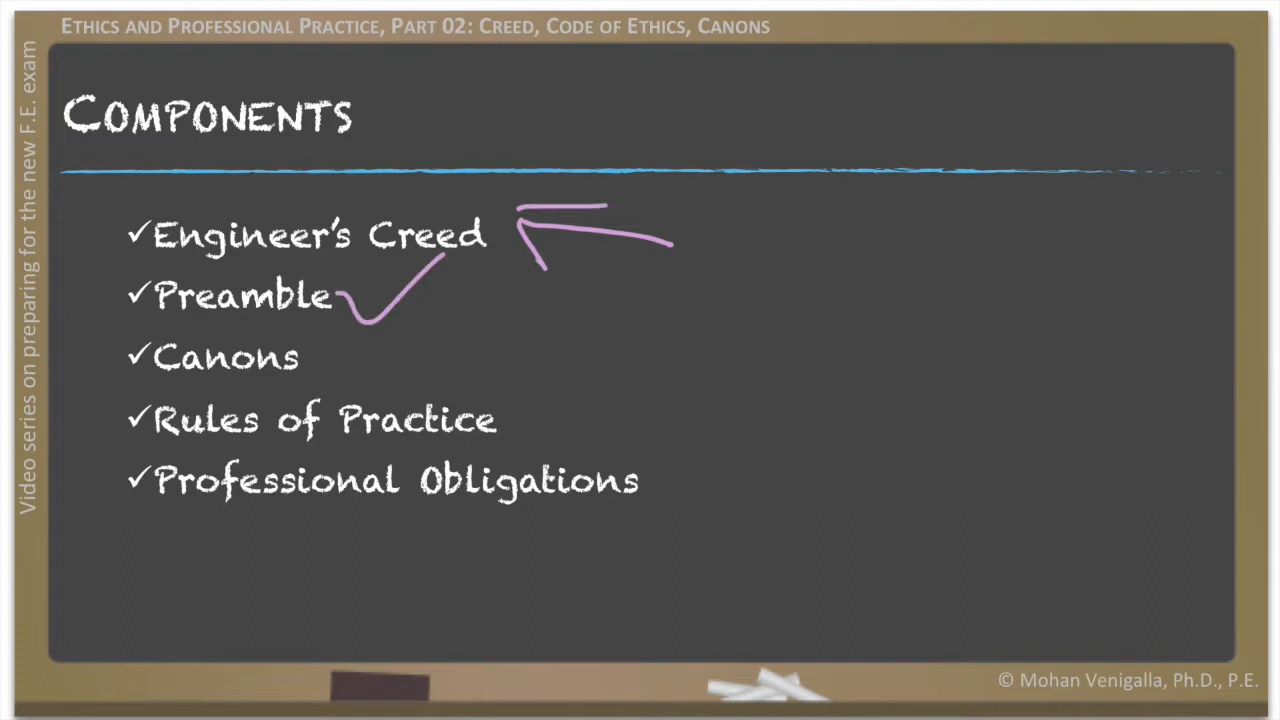 ETHICS AND PROFESSIONAL PRACTICE, PART 02: CREED, CODE OF ETHICS, CANONS
Video series on preparing for the new F.E. exam
COMPONENTS
✓Engineer's Creed
✓Preamble
✓Canons
✓Rules of Practice
✓Professional Obligations
© Mohan Venigalla, Ph.D., P.E.